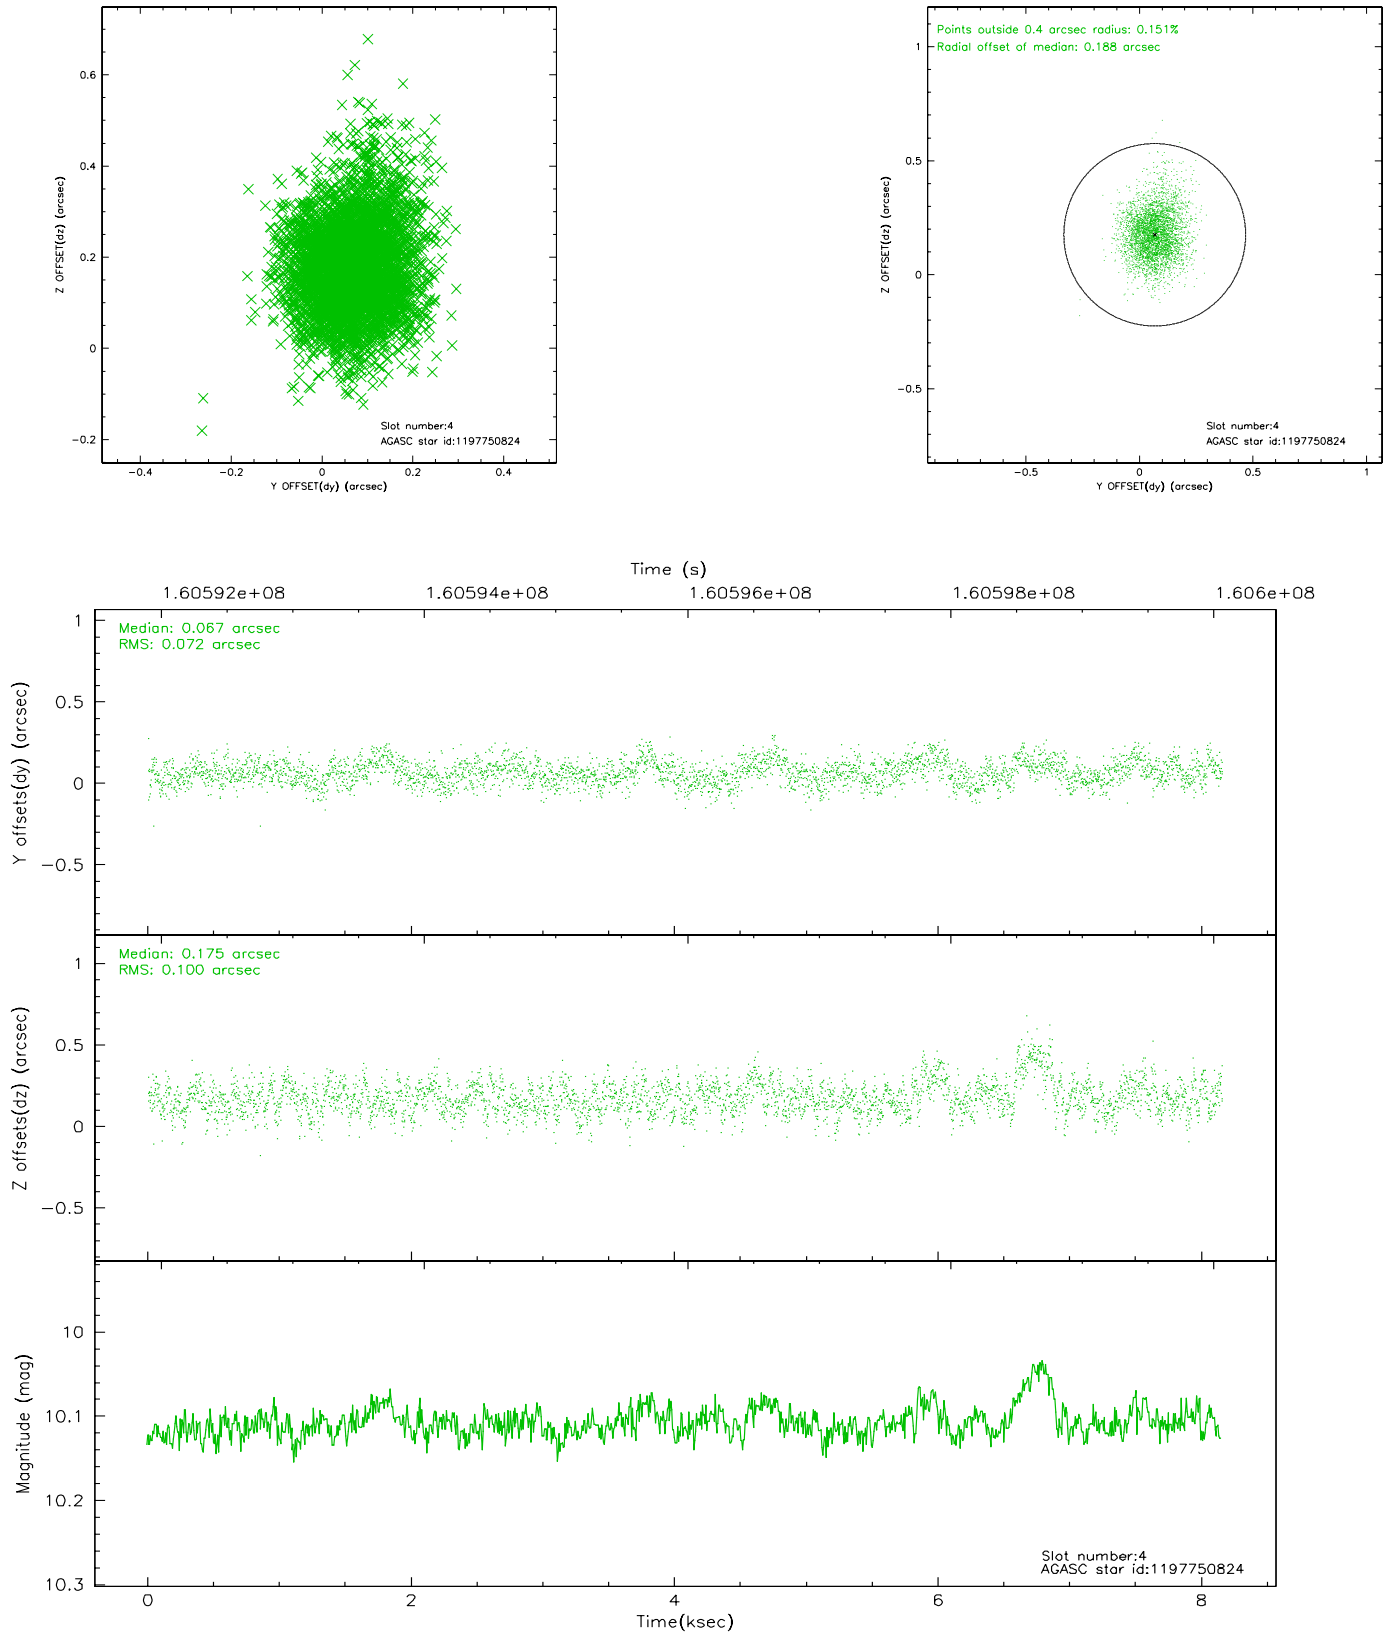 0.6
0.4
0.2
0
−0.2
−0.4
−0.2
0
0.2
0.4
Z OFFSET(dz) (arcsec)
Y OFFSET(dy) (arcsec)
Slot number:4
AGASC star id:1197750824
Points outside 0.4 arcsec radius: 0.151%
Radial offset of median: 0.188 arcsec
1
0.5
0
−0.5
−0.5
0
0.5
1
Z OFFSET(dz) (arcsec)
Y OFFSET(dy) (arcsec)
Slot number:4
AGASC star id:1197750824
Time (s)
1.60592e+08
1.60594e+08
1.60596e+08
1.60598e+08
1.606e+08
Median: 0.067 arcsec
RMS: 0.072 arcsec
1
0.5
0
−0.5
Y offsets(dy) (arcsec)
Median: 0.175 arcsec
RMS: 0.100 arcsec
1
0.5
0
−0.5
Z offsets(dz) (arcsec)
10
10.1
10.2
10.3
Magnitude (mag)
Slot number:4
AGASC star id:1197750824
0
2
4
6
8
Time(ksec)